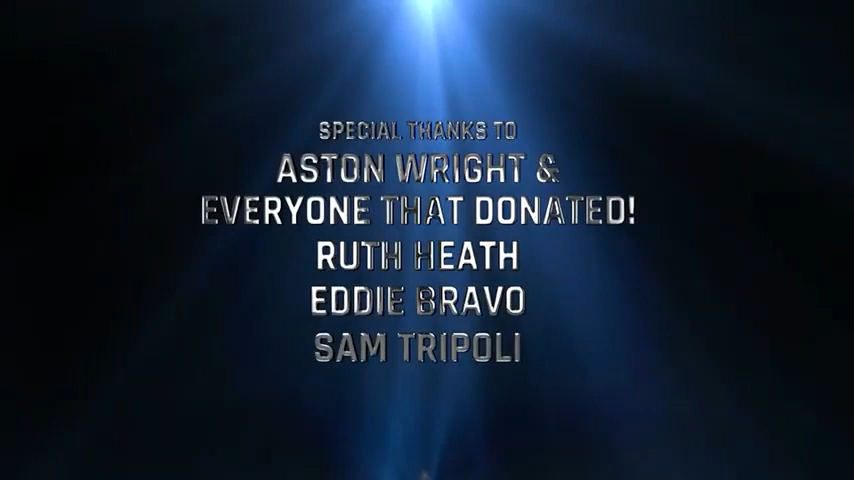 SPECIAL THANKS TO
ASTON WRIGHT &
EVERYONE THAT DONATED!
RUTH HEATH
EDDIE BRAVO
SAM TRIPOLI